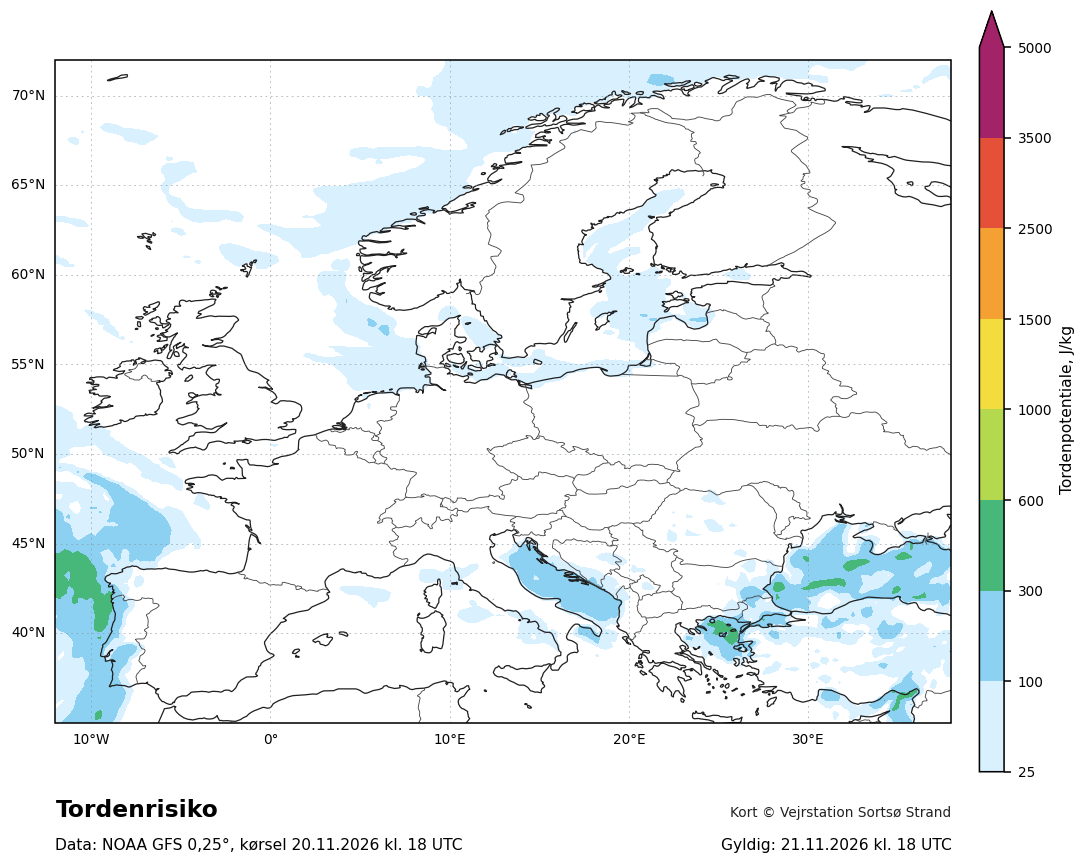 70°N
65°N
60°N
55°N
50°N
45°N
40°N
10°W
0°
10°E
20°E
30°E
5000
3500
2500
1500
1000
600
300
100
25
Tordenpotentiale, J/kg
Tordenrisiko
Kort © Vejrstation Sortsø Strand
Data: NOAA GFS 0,25°, kørsel 20.11.2026 kl. 18 UTC
Gyldig: 21.11.2026 kl. 18 UTC